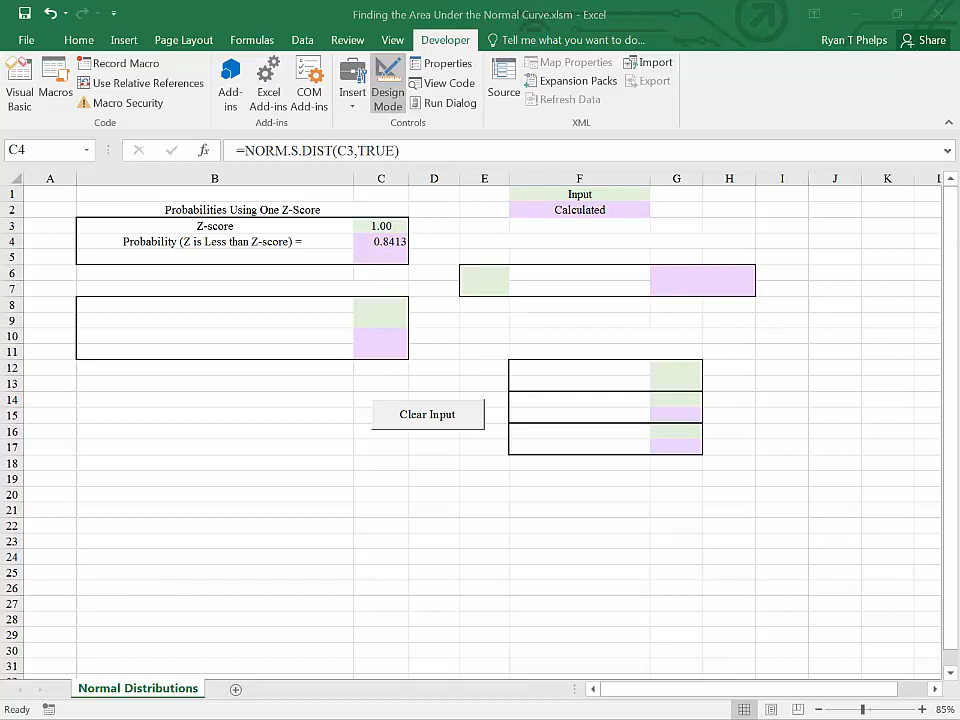 Finding the Area Under the Normal Curve.xlsm - Excel
File Home Insert Page Layout Formulas Data Review View Developer Tell me what you want to do... Ryan T Phelps Share
Visual Basic
Macros
Record Macro
Use Relative References
Macro Security
Code
Add-ins
Excel Add-ins
COM Add-ins
Add-ins
Insert
Design Mode
Properties
View Code
Run Dialog
Controls
Source
Map Properties
Expansion Packs
Refresh Data
Import
Export
XML
C4 fx =NORM.S.DIST(C3,TRUE)
A B C D E F G H I J K
1 Input
2 Probabilities Using One Z-Score Calculated
3 Z-score 1.00
4 Probability (Z is Less than Z-score) = 0.8413
5
6
7
8
9
10
11
12
13
14
15
Clear Input
16
17
18
19
20
21
22
23
24
25
26
27
28
29
30
31
Normal Distributions
Ready 85%